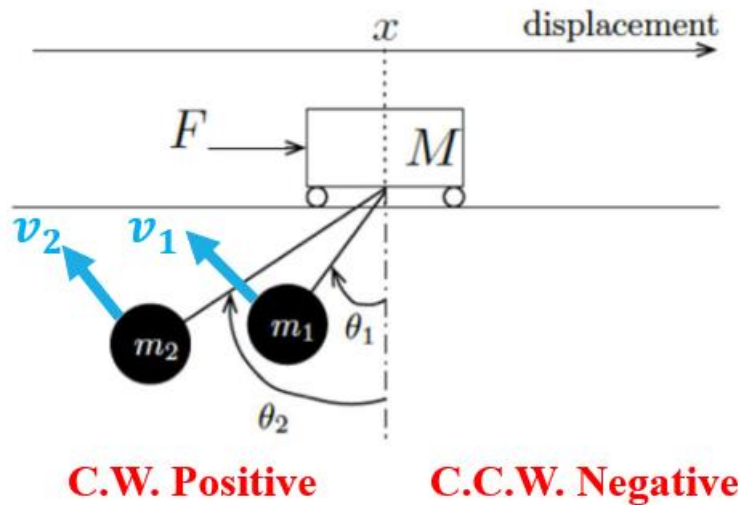 x displacement
F M
v₂ v₁
m₂ m₁ θ₁
θ₂
C.W. Positive C.C.W. Negative